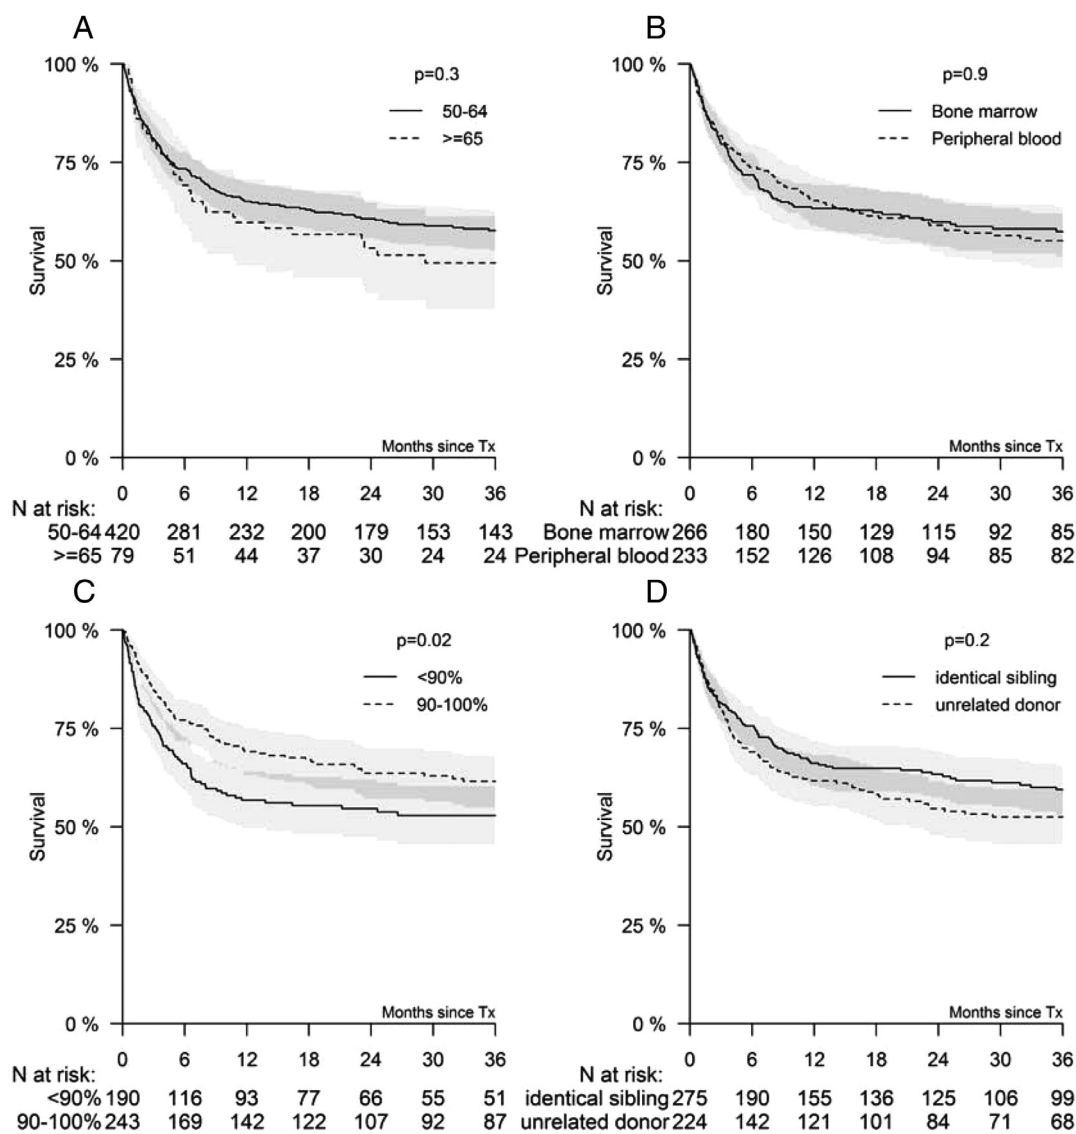 A
100 %
75 %
50 %
25 %
0 %
Survival
p=0.3
50-64
>=65
Months since Tx
0 6 12 18 24 30 36
N at risk:
50-64 420 281 232 200 179 153 143
>=65 79 51 44 37 30 24 24
B
100 %
75 %
50 %
25 %
0 %
Survival
p=0.9
Bone marrow
Peripheral blood
Months since Tx
0 6 12 18 24 30 36
N at risk:
Bone marrow 266 180 150 129 115 92 85
Peripheral blood 233 152 126 108 94 85 82
C
100 %
75 %
50 %
25 %
0 %
Survival
p=0.02
<90%
90-100%
Months since Tx
0 6 12 18 24 30 36
N at risk:
<90% 190 116 93 77 66 55 51
90-100% 243 169 142 122 107 92 87
D
100 %
75 %
50 %
25 %
0 %
Survival
p=0.2
identical sibling
unrelated donor
Months since Tx
0 6 12 18 24 30 36
N at risk:
identical sibling 275 190 155 136 125 106 99
unrelated donor 224 142 121 101 84 71 68